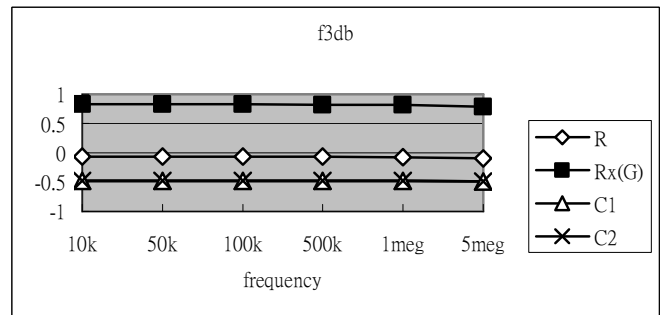 f3db
1
0.5
0
-0.5
-1
10k 50k 100k 500k 1meg 5meg
frequency
R
Rx(G)
C1
C2